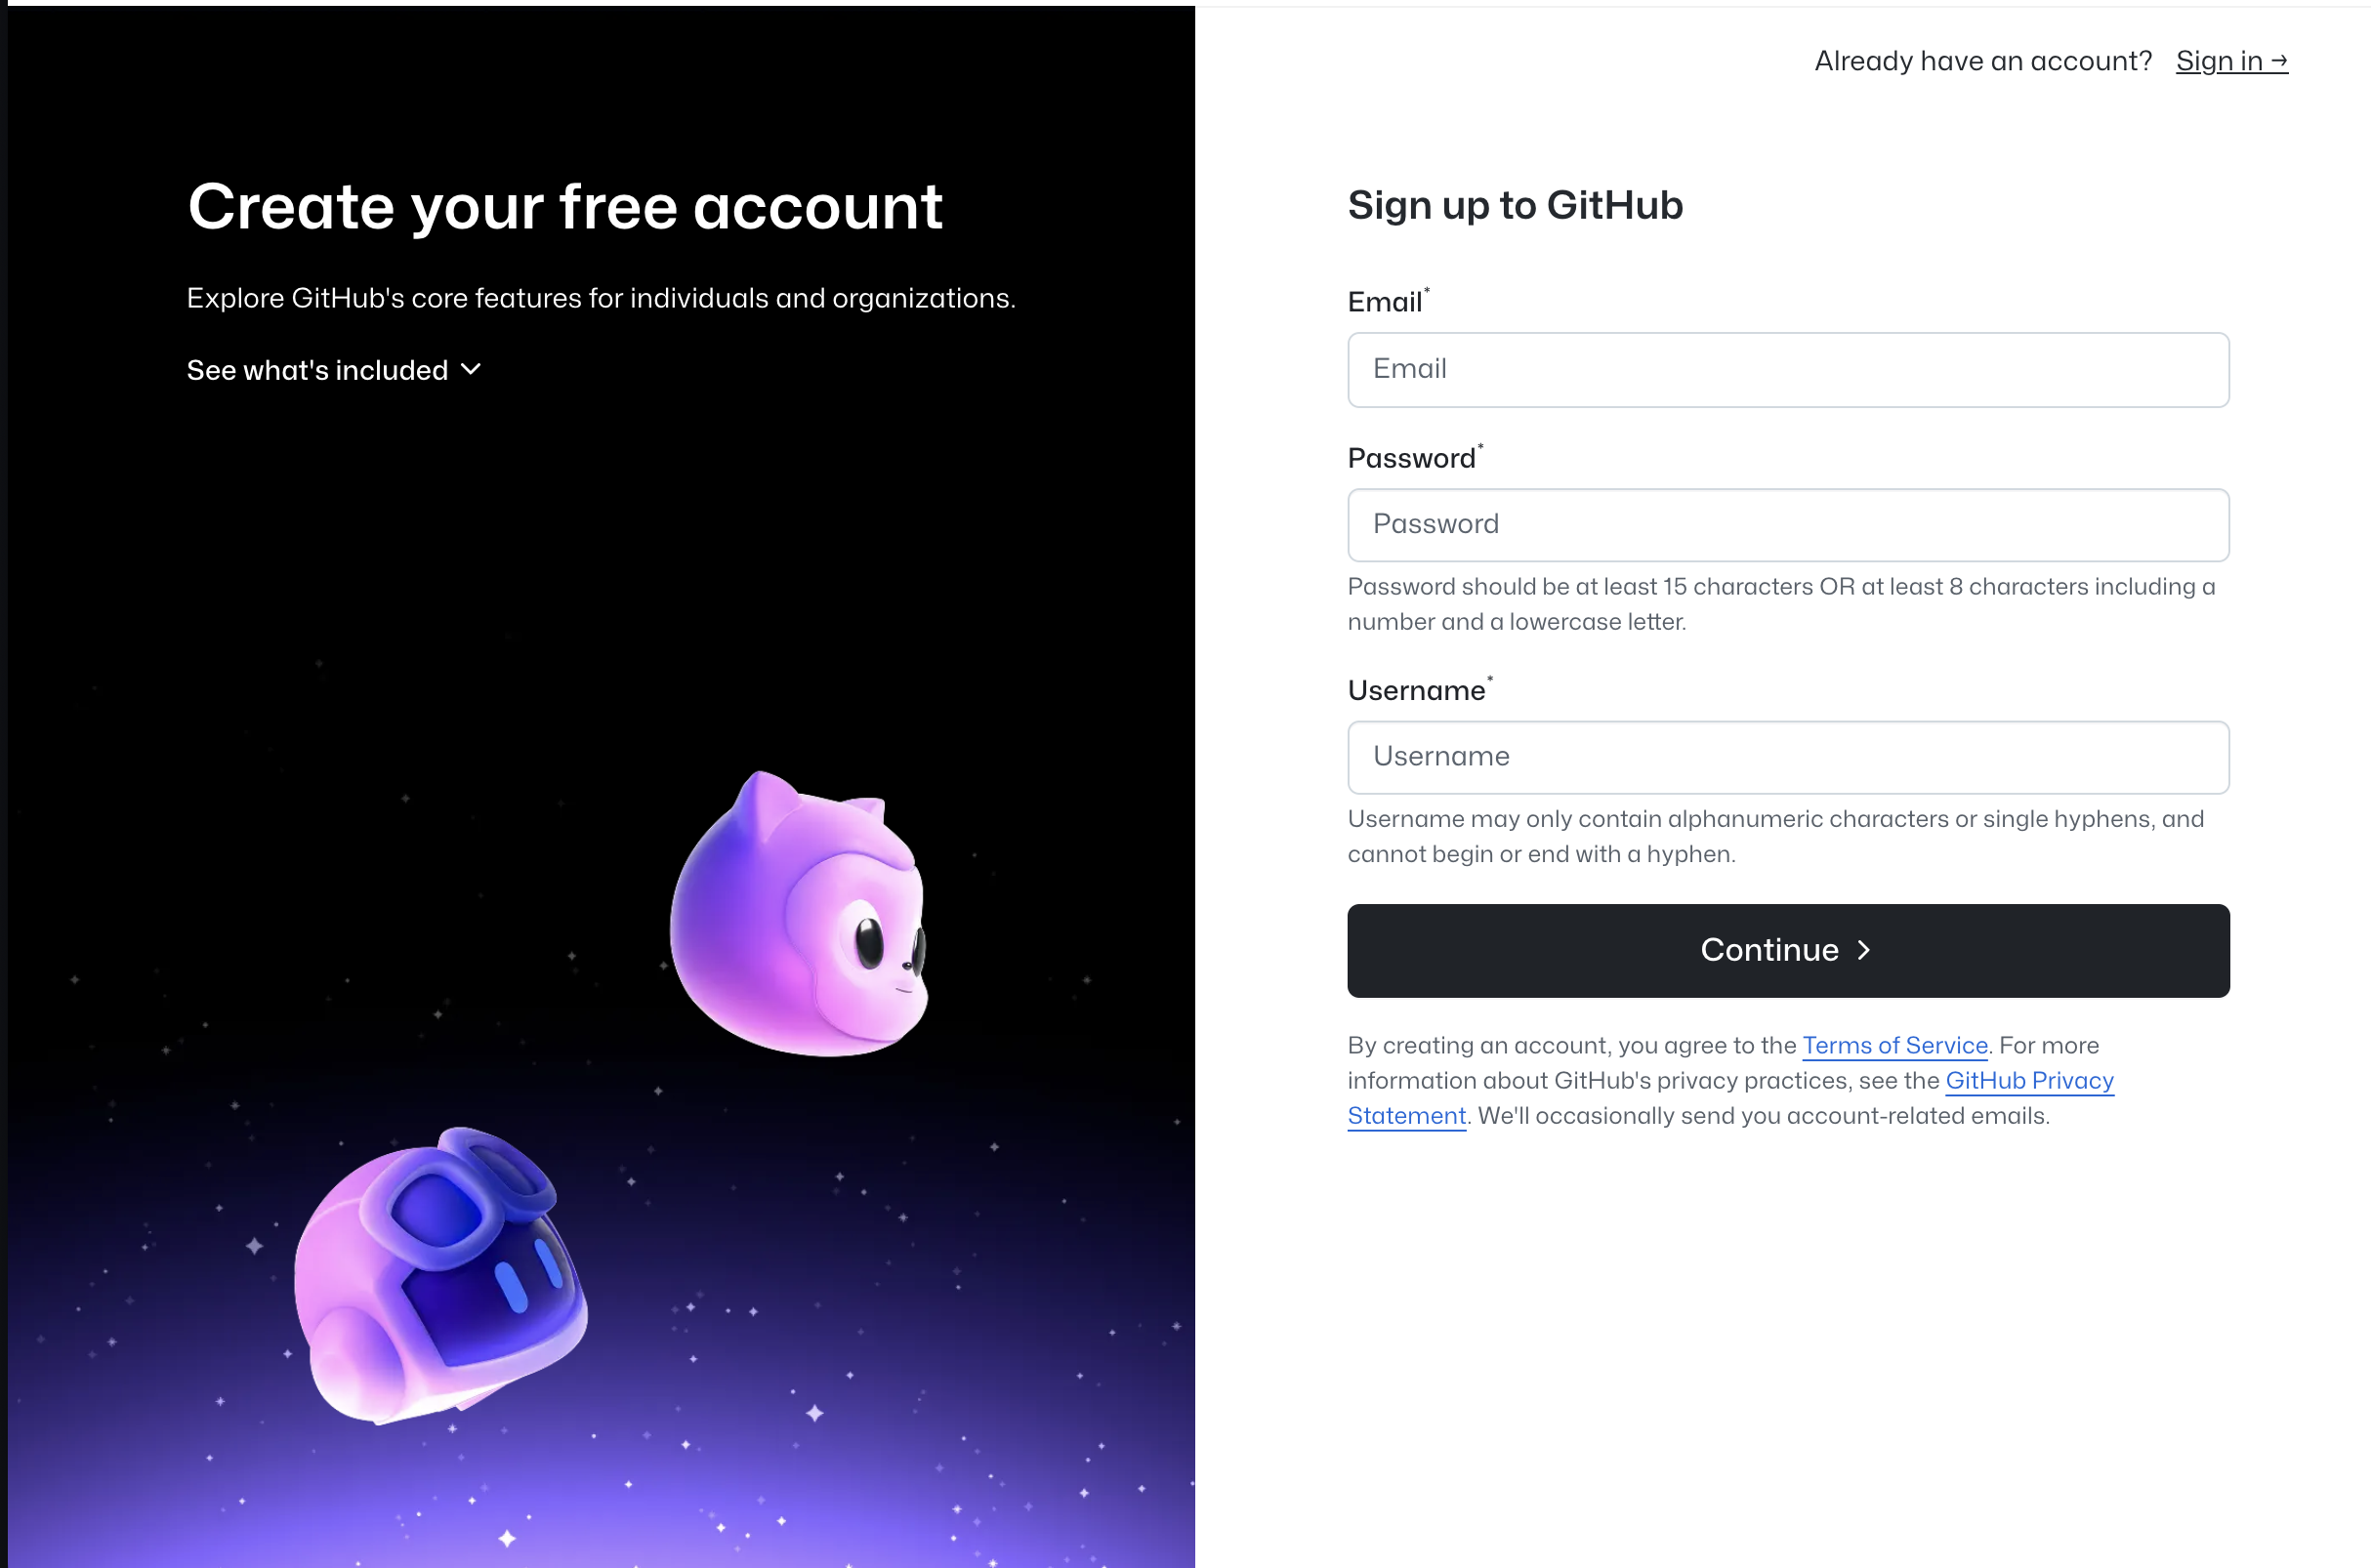 Already have an account? Sign in →
Create your free account
Explore GitHub's core features for individuals and organizations.
See what's included
Sign up to GitHub
Email*
Email
Password*
Password
Password should be at least 15 characters OR at least 8 characters including a
number and a lowercase letter.
Username*
Username
Username may only contain alphanumeric characters or single hyphens, and
cannot begin or end with a hyphen.
Continue
By creating an account, you agree to the Terms of Service. For more
information about GitHub's privacy practices, see the GitHub Privacy
Statement. We'll occasionally send you account-related emails.